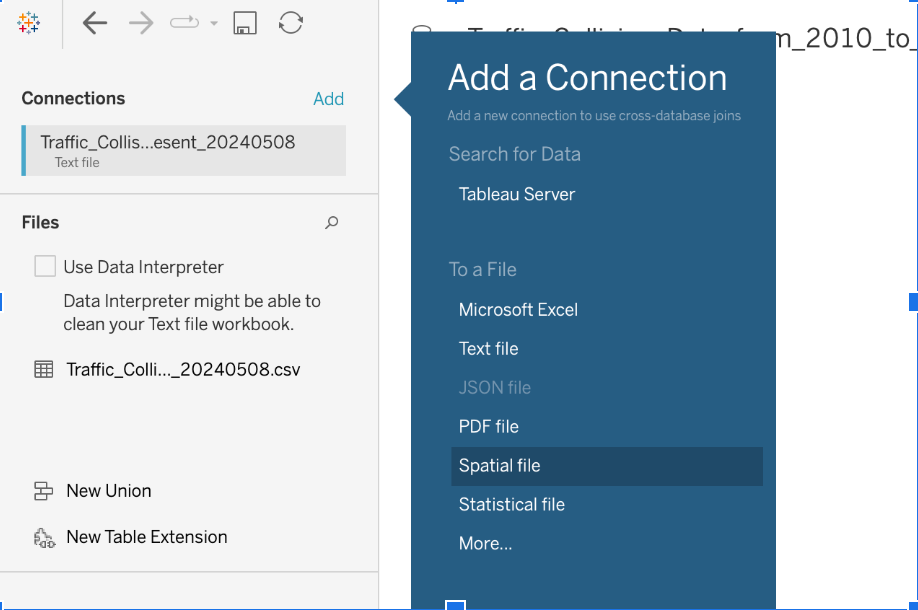 Connections
Add
Traffic_Collis...esent_20240508
Text file
Files
Use Data Interpreter
Data Interpreter might be able to
clean your Text file workbook.
Traffic_Colli..._20240508.csv
New Union
New Table Extension
m_2010_to_
Add a Connection
Add a new connection to use cross-database joins
Search for Data
Tableau Server
To a File
Microsoft Excel
Text file
JSON file
PDF file
Spatial file
Statistical file
More...